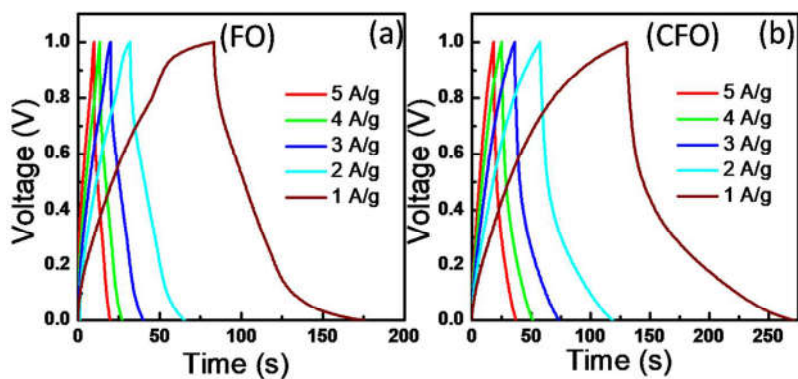 (FO)
(a)
5 A/g
4 A/g
3 A/g
2 A/g
1 A/g
Voltage (V)
1.0
0.8
0.6
0.4
0.2
0.0
0 50 100 150 200
Time (s)
(CFO)
(b)
5 A/g
4 A/g
3 A/g
2 A/g
1 A/g
Voltage (V)
1.0
0.8
0.6
0.4
0.2
0.0
0 50 100 150 200 250
Time (s)